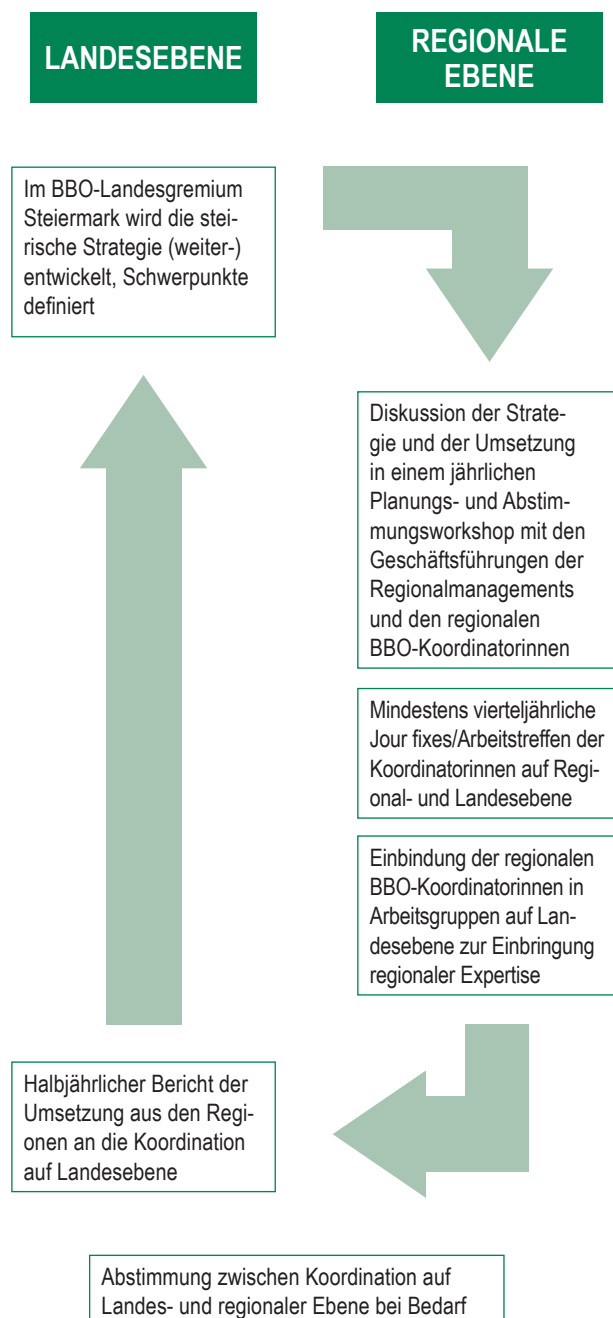 LANDESEBENE
REGIONALE
EBENE
Im BBO-Landesgremium
Steiermark wird die stei-
rische Strategie (weiter-)
entwickelt, Schwerpunkte
definiert
Diskussion der Strate-
gie und der Umsetzung
in einem jährlichen
Planungs- und Abstim-
mungsworkshop mit den
Geschäftsführungen der
Regionalmanagements
und den regionalen
BBO-Koordinatorinnen
Mindestens vierteljährliche
Jour fixes/Arbeitstreffen der
Koordinatorinnen auf Regi-
onal- und Landesebene
Einbindung der regionalen
BBO-Koordinatorinnen in
Arbeitsgruppen auf Lan-
desebene zur Einbringung
regionaler Expertise
Halbjährlicher Bericht der
Umsetzung aus den Regi-
onen an die Koordination
auf Landesebene
Abstimmung zwischen Koordination auf
Landes- und regionaler Ebene bei Bedarf